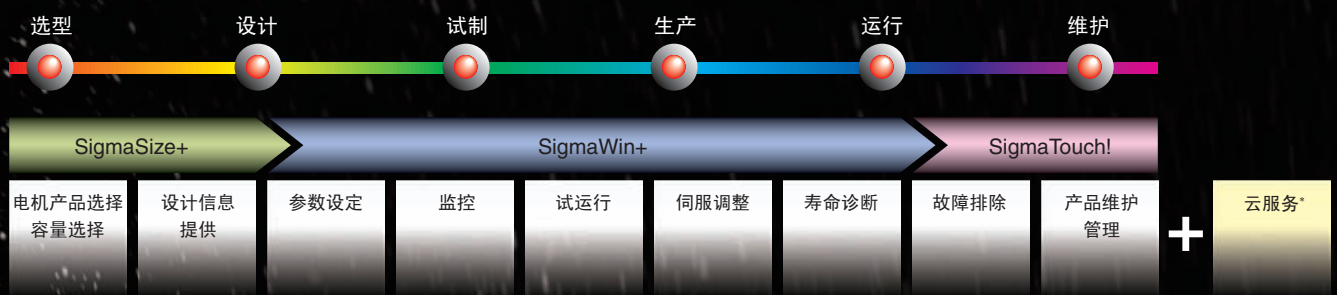 选型
设计
试制
生产
运行
维护
SigmaSize+
SigmaWin+
SigmaTouch!
电机产品选择
容量选择
设计信息
提供
参数设定
监控
试运行
伺服调整
寿命诊断
故障排除
产品维护
管理
+
云服务*